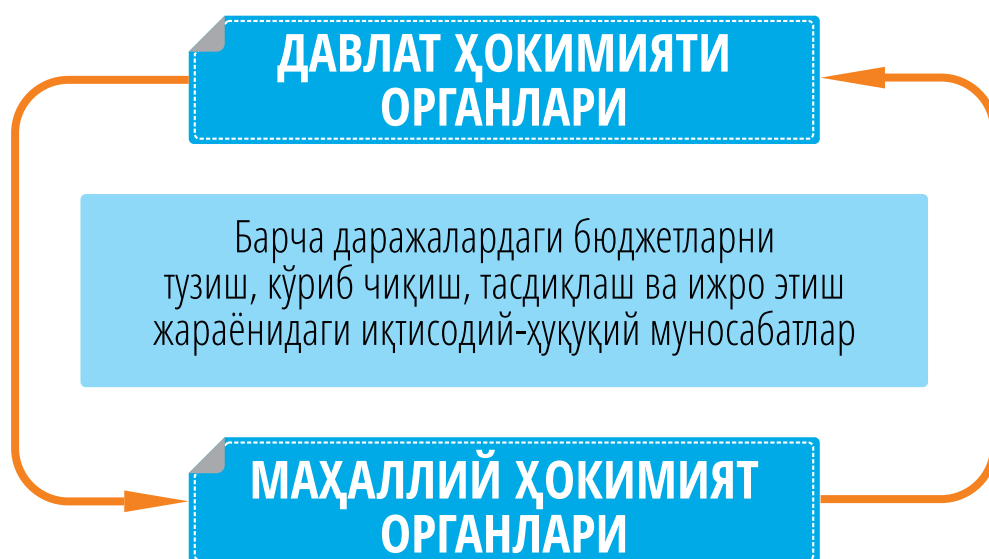 ДАВЛАТ ҲОКИМИЯТИ
ОРГАНЛАРИ
Барча даражалардаги бюджетларни
тузиш, кўриб чиқиш, тасдиқлаш ва ижро этиш
жараёнидаги иқтисодий-ҳуқуқий муносабатлар
МАҲАЛЛИЙ ҲОКИМИЯТ
ОРГАНЛАРИ